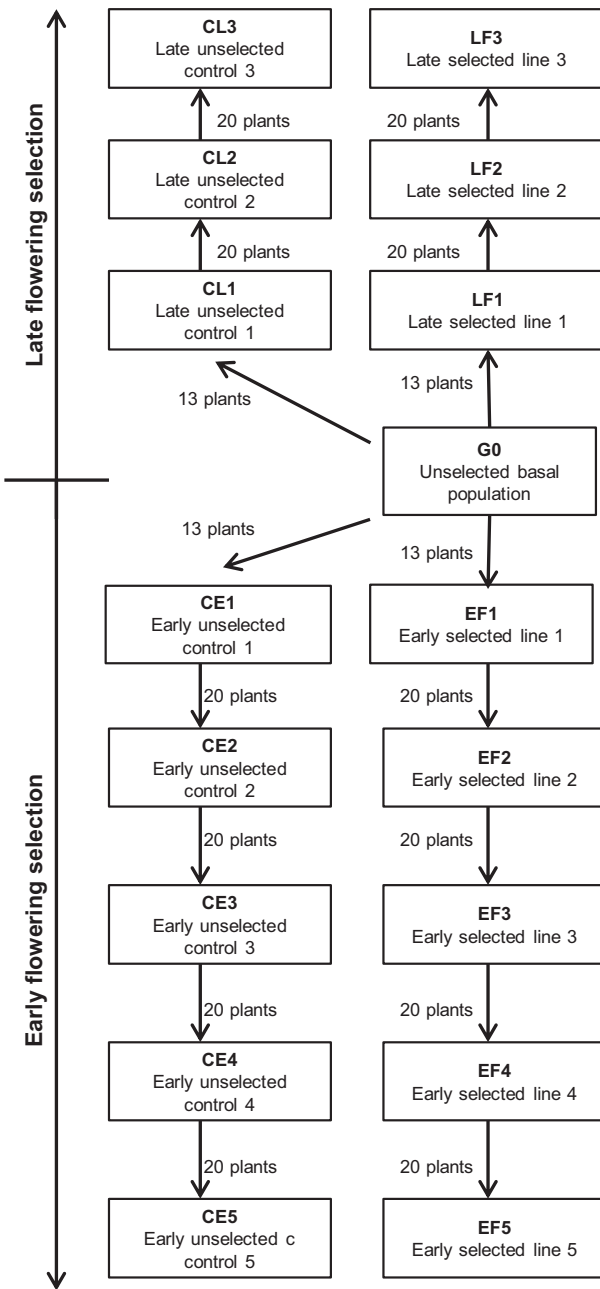 Late flowering selection
CL3
Late unselected
control 3
LF3
Late selected line 3
20 plants
20 plants
CL2
Late unselected
control 2
LF2
Late selected line 2
20 plants
20 plants
CL1
Late unselected
control 1
LF1
Late selected line 1
13 plants
13 plants
G0
Unselected basal
population
Early flowering selection
13 plants
13 plants
CE1
Early unselected
control 1
EF1
Early selected line 1
20 plants
20 plants
CE2
Early unselected
control 2
EF2
Early selected line 2
20 plants
20 plants
CE3
Early unselected
control 3
EF3
Early selected line 3
20 plants
20 plants
CE4
Early unselected
control 4
EF4
Early selected line 4
20 plants
20 plants
CE5
Early unselected c
control 5
EF5
Early selected line 5